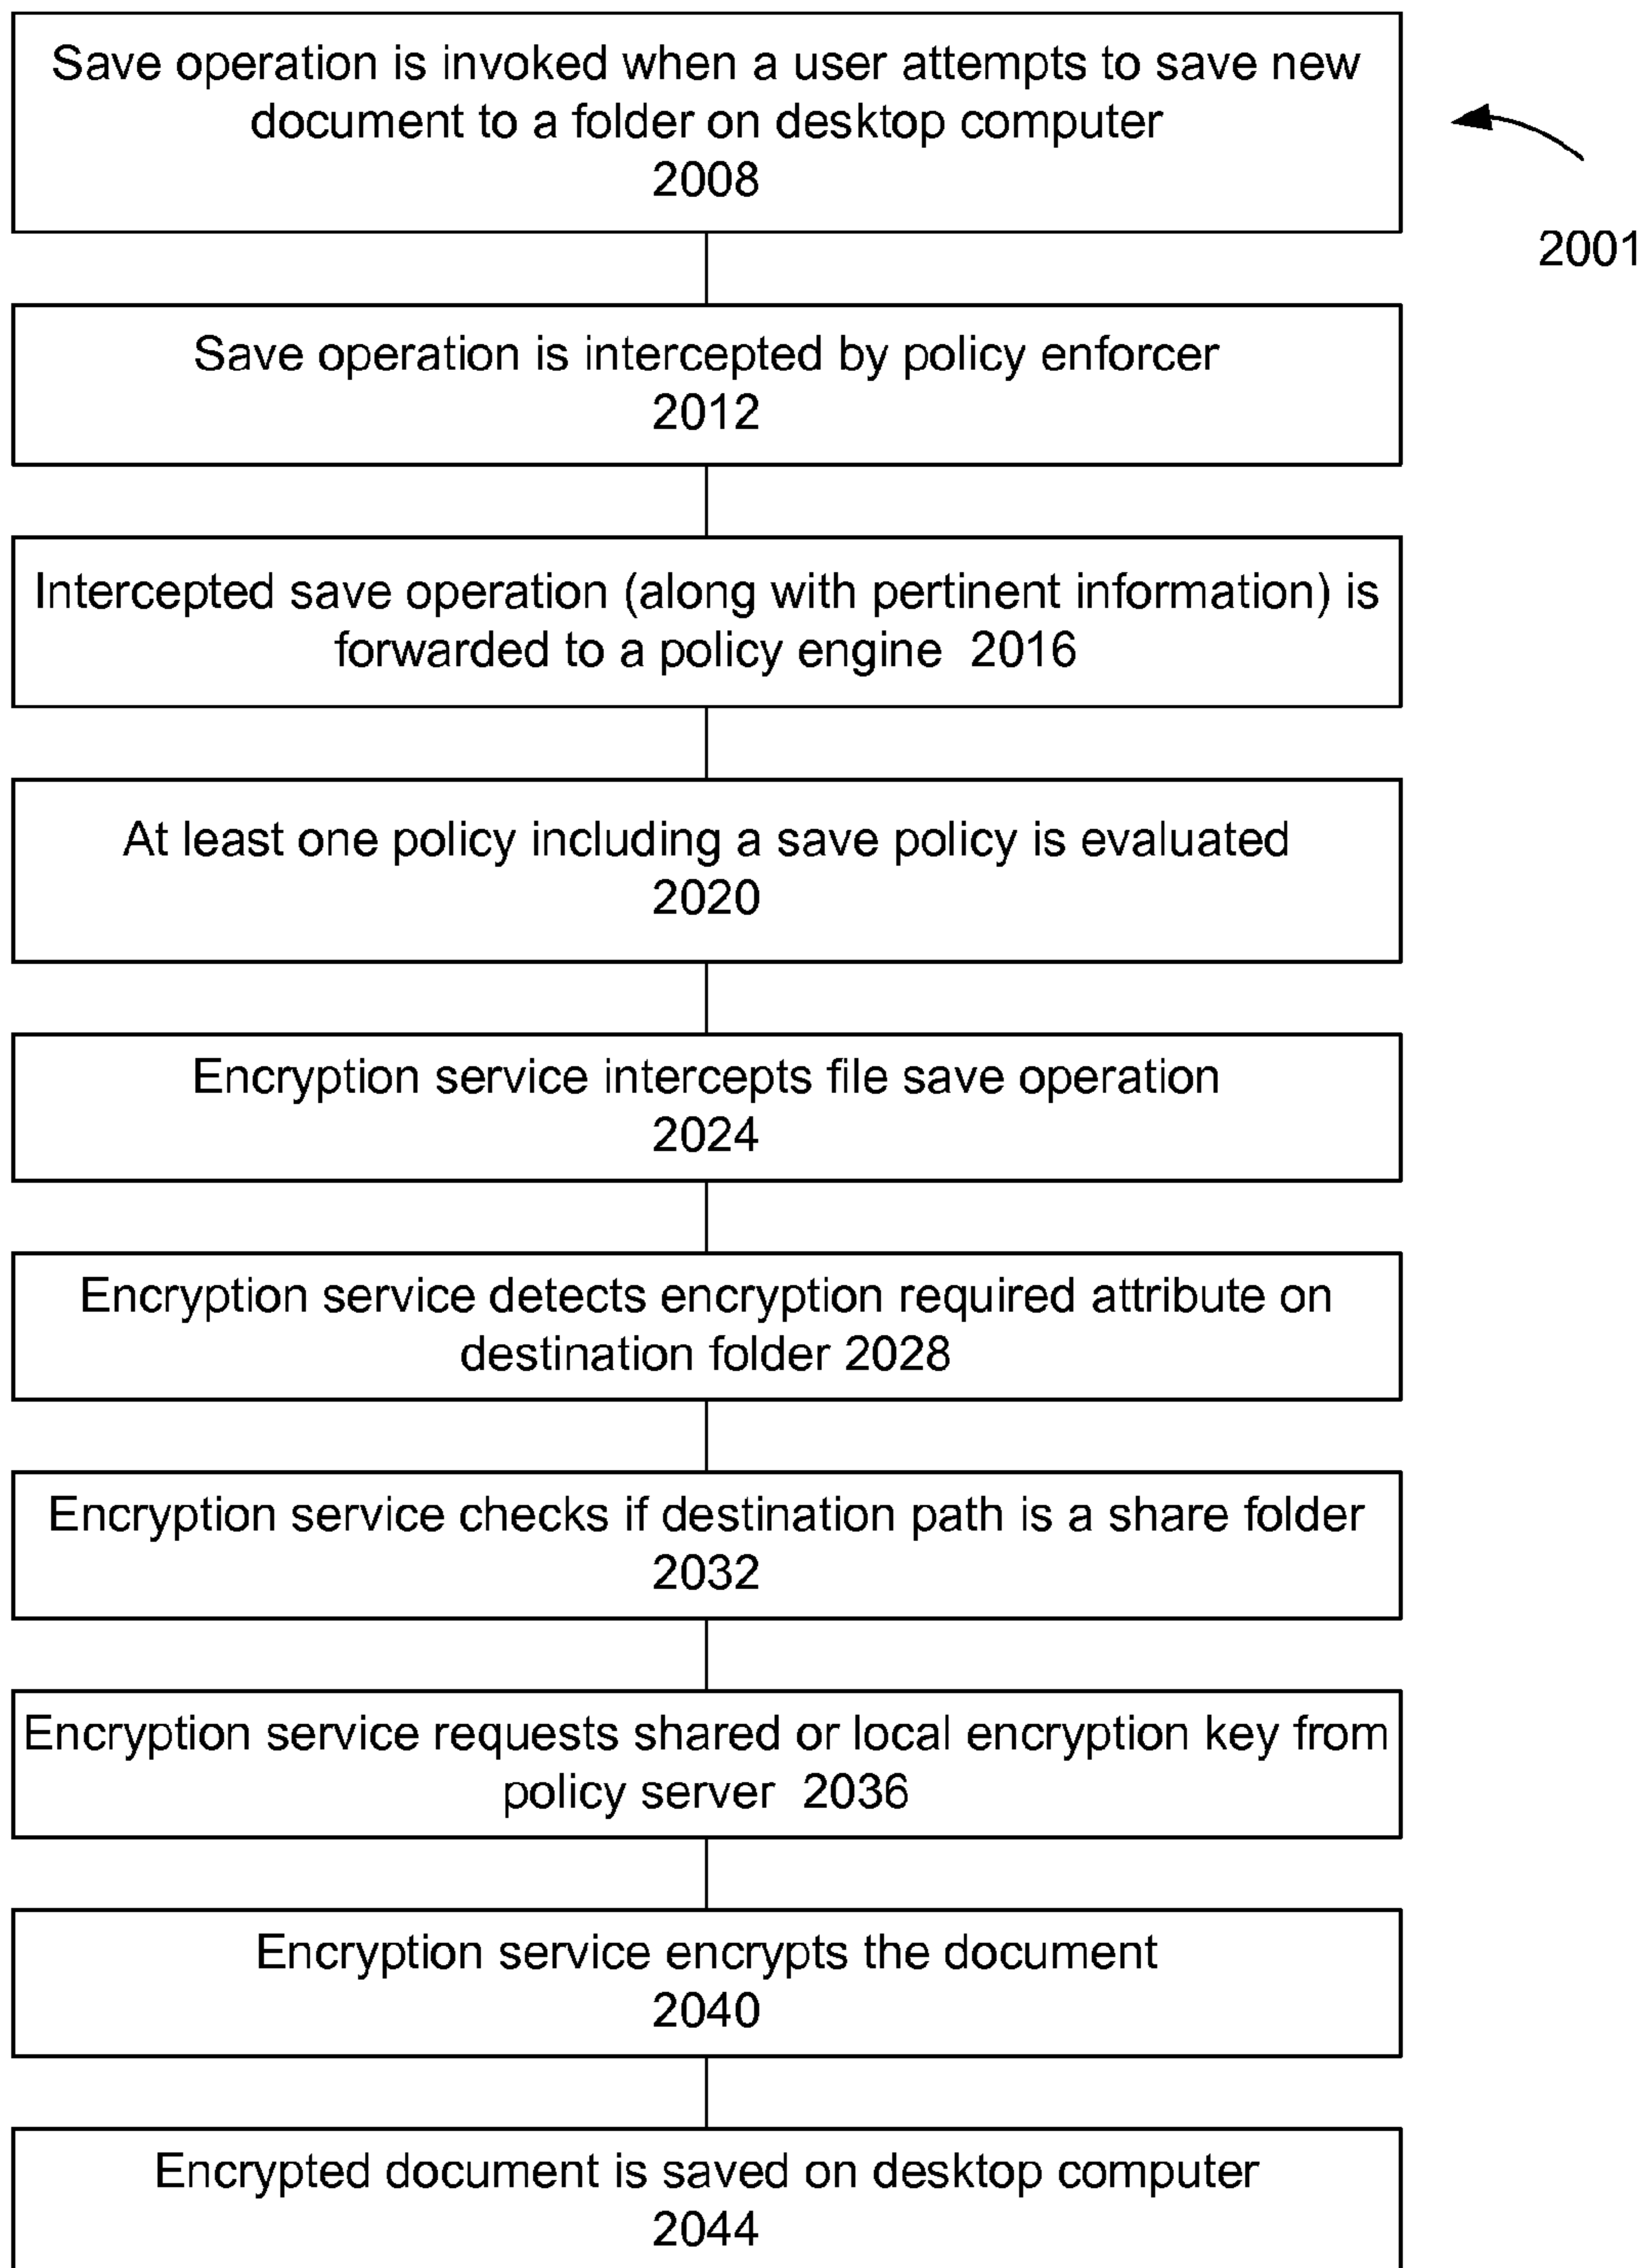 Save operation is invoked when a user attempts to save new
document to a folder on desktop computer
2008
2001
Save operation is intercepted by policy enforcer
2012
Intercepted save operation (along with pertinent information) is
forwarded to a policy engine 2016
At least one policy including a save policy is evaluated
2020
Encryption service intercepts file save operation
2024
Encryption service detects encryption required attribute on
destination folder 2028
Encryption service checks if destination path is a share folder
2032
Encryption service requests shared or local encryption key from
policy server 2036
Encryption service encrypts the document
2040
Encrypted document is saved on desktop computer
2044